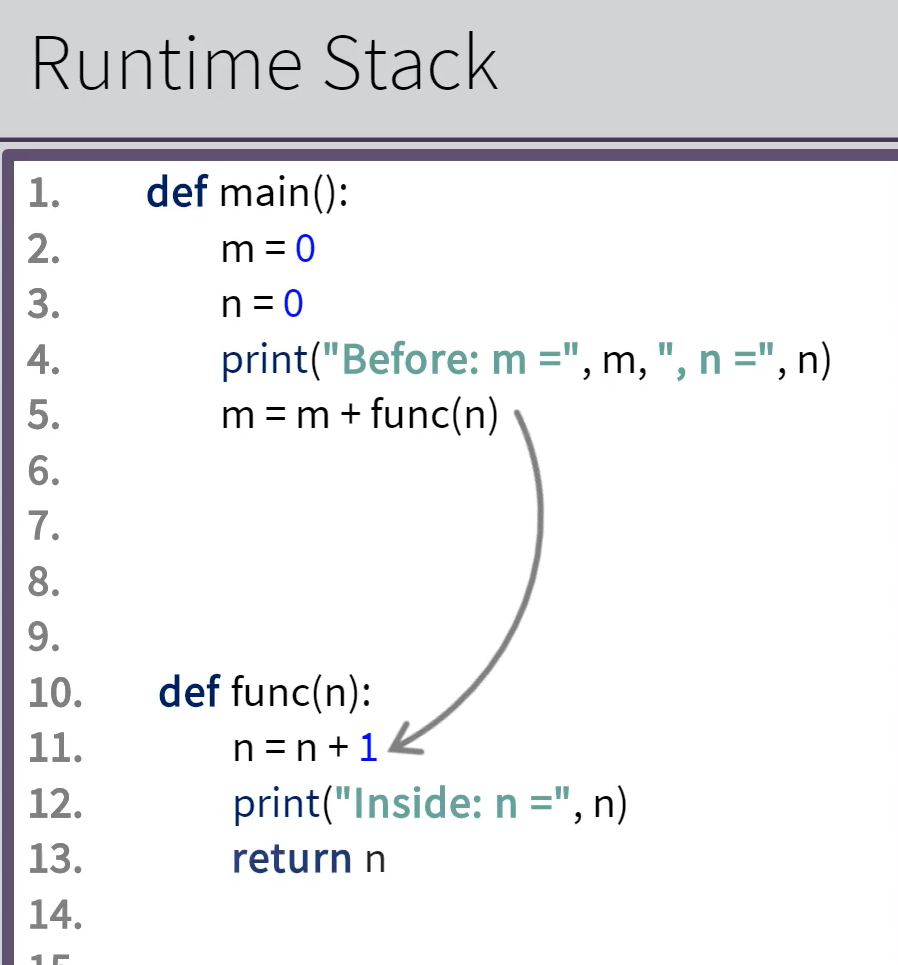 Runtime Stack
1. def main():
2. m = 0
3. n = 0
4. print("Before: m =", m, ", n =", n)
5. m = m + func(n)
6.
7.
8.
9.
10. def func(n):
11. n = n + 1
12. print("Inside: n =", n)
13. return n
14.